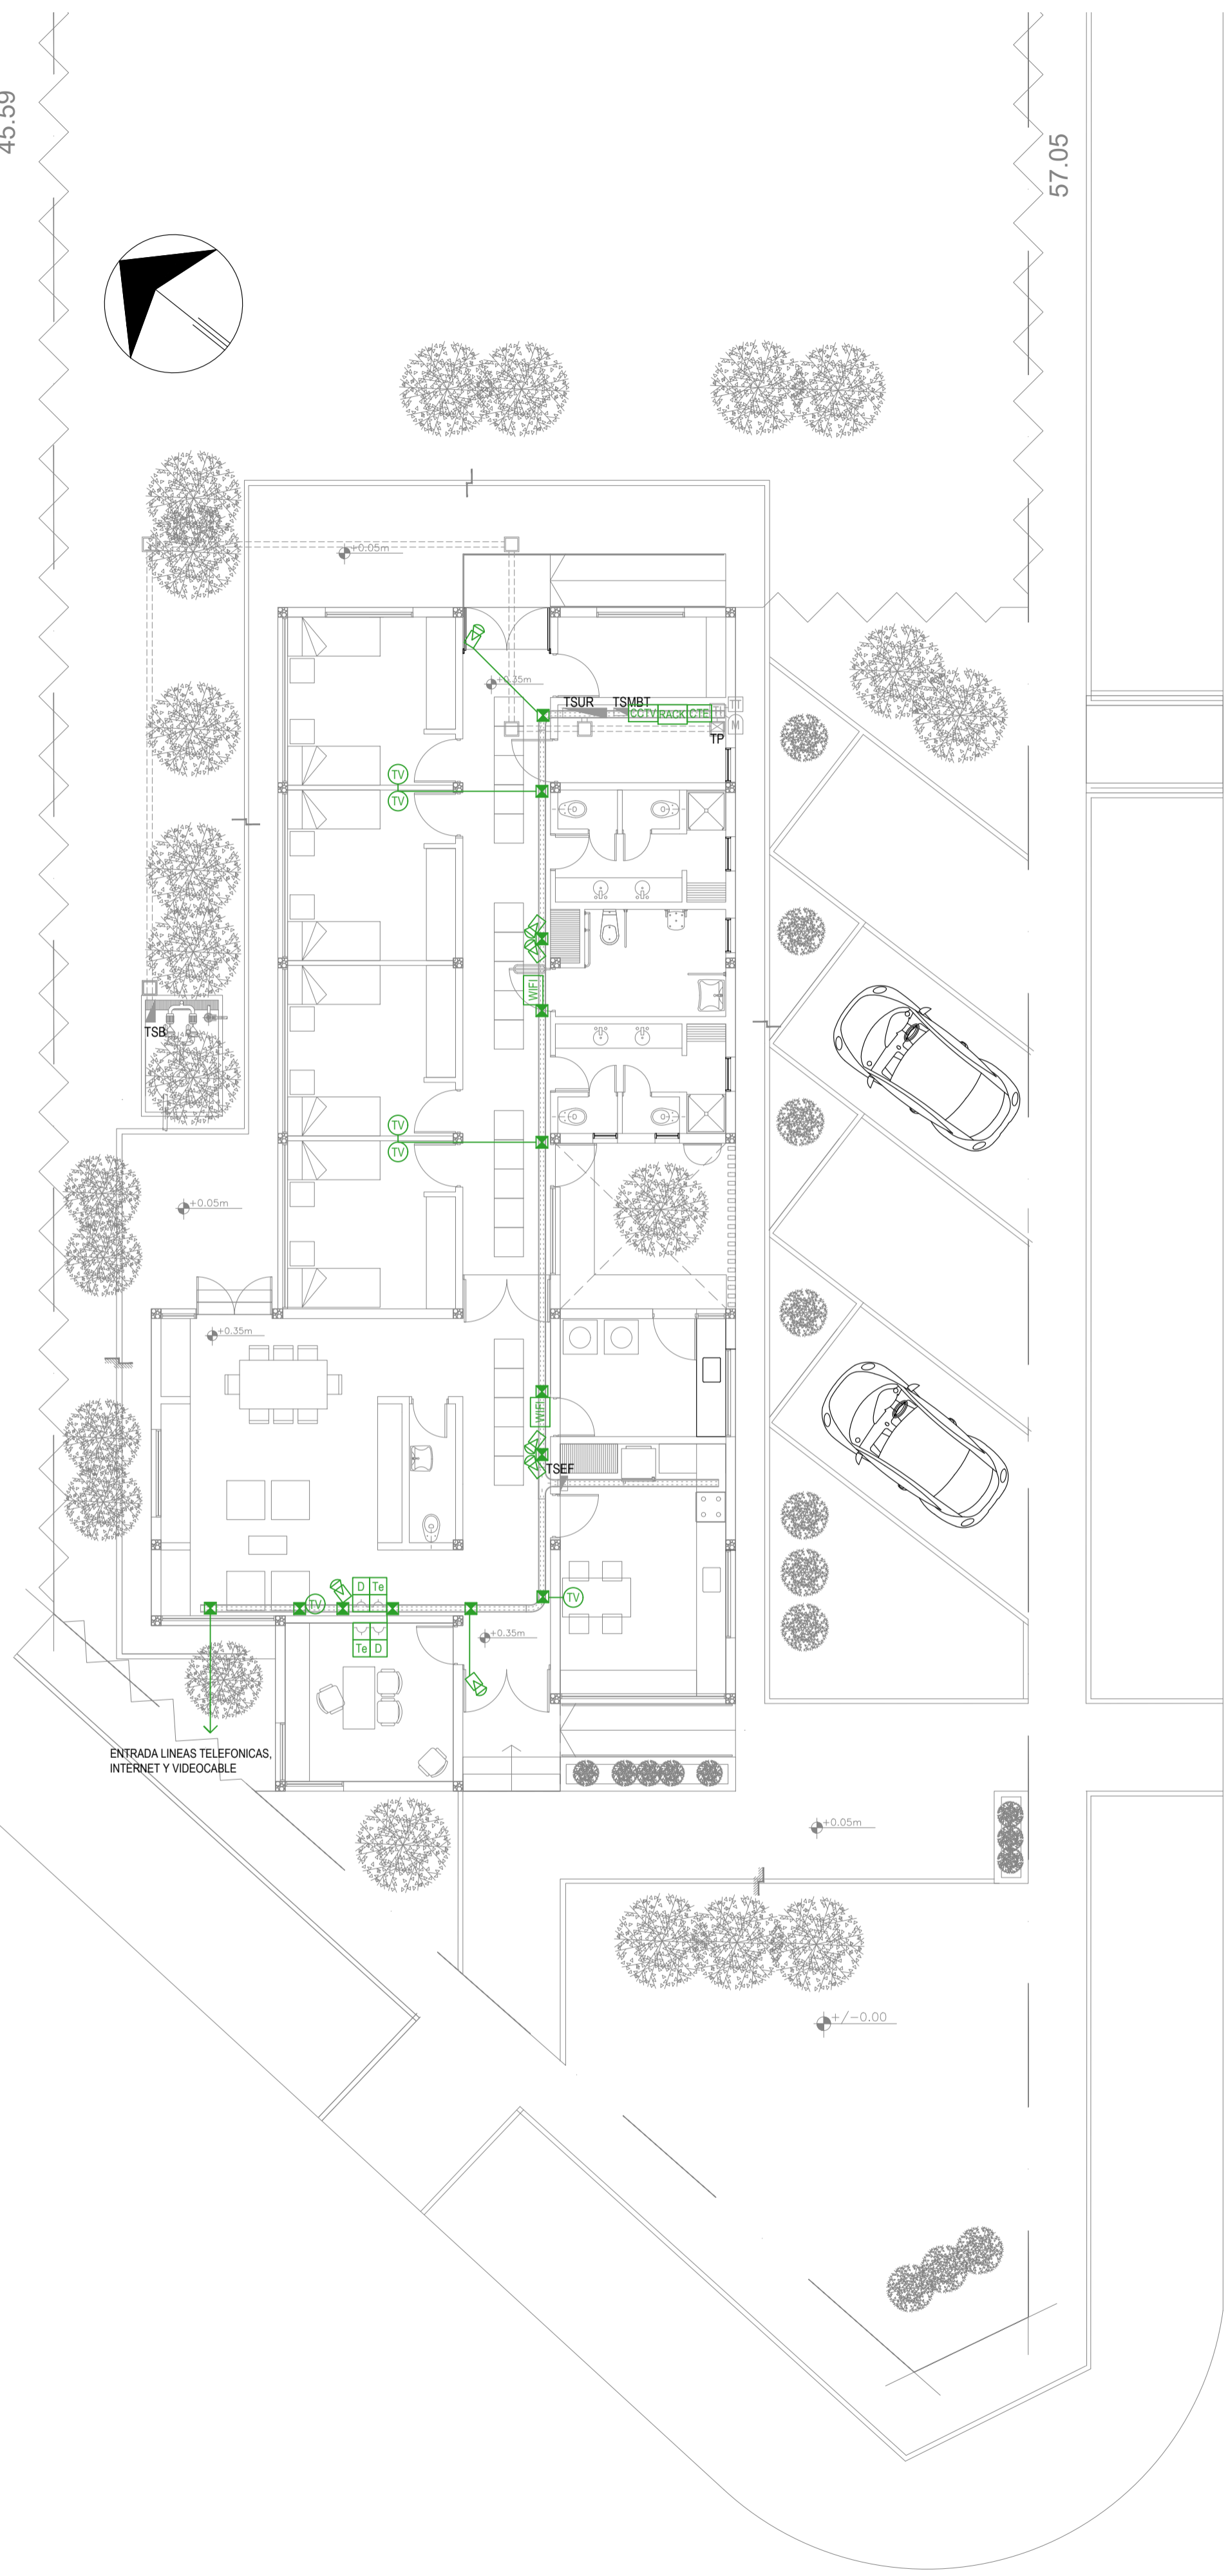 45.59
57.05
+0.05m
+0.35m
TSUR
TSMBT
TT
CCTV
RACK
CTE
M
TP
TV
TV
WIFI
TSB
TV
TV
+0.05m
+0.35m
WIFI
TSEF
D
Te
TV
TV
Te
D
+0.35m
ENTRADA LINEAS TELEFONICAS,
INTERNET Y VIDEOCABLE
+0.05m
+/-0.00